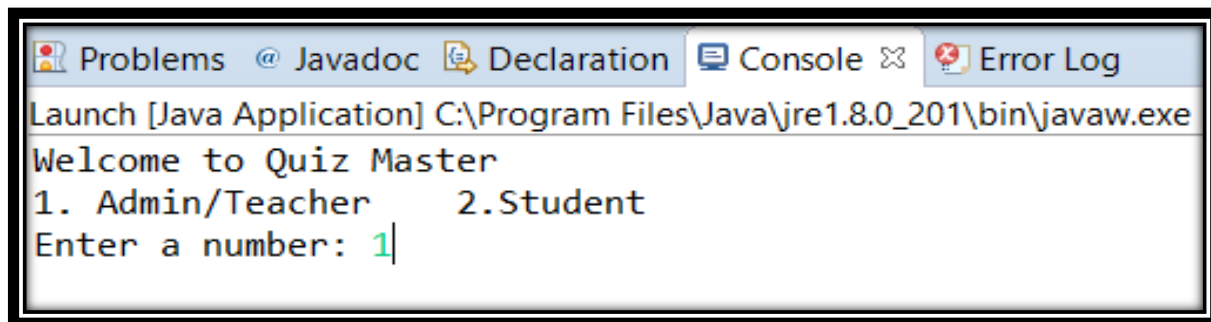 Problems @ Javadoc Declaration Console Error Log
Launch [Java Application] C:\Program Files\Java\jre1.8.0_201\bin\javaw.exe
Welcome to Quiz Master
1. Admin/Teacher    2.Student
Enter a number: 1